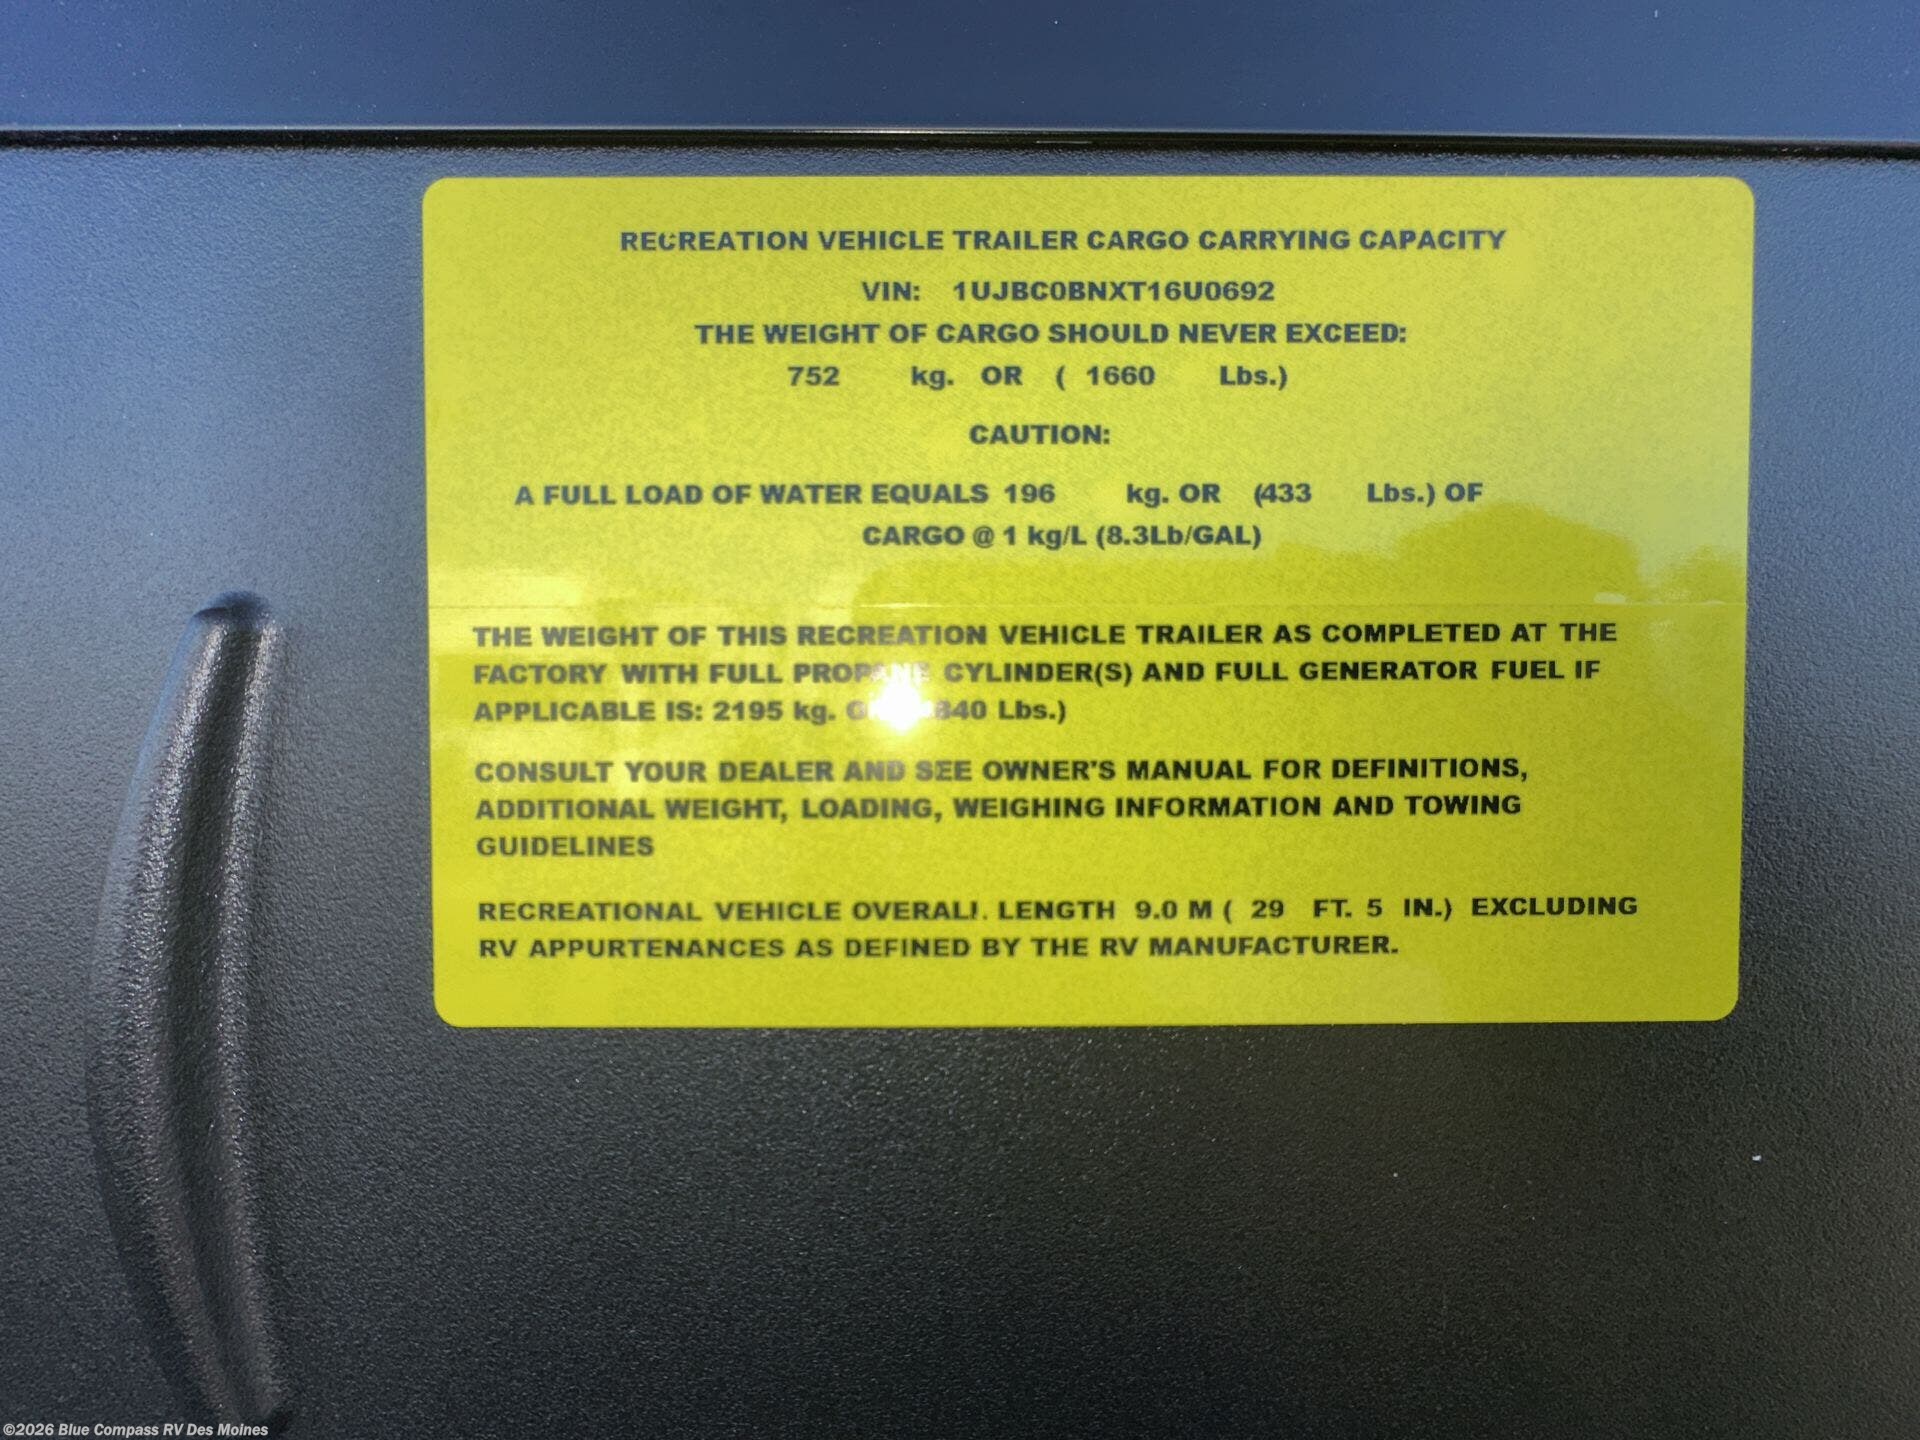 RECREATION VEHICLE TRAILER CARGO CARRYING CAPACITY
VIN: 1UJBC0BNXT16U0692
THE WEIGHT OF CARGO SHOULD NEVER EXCEED:
752 kg. OR ( 1660 Lbs.)
CAUTION:
A FULL LOAD OF WATER EQUALS 196 kg. OR (433 Lbs.) OF
CARGO @ 1 kg/L (8.3Lb/GAL)
THE WEIGHT OF THIS RECREATION VEHICLE TRAILER AS COMPLETED AT THE
FACTORY WITH FULL PROPANE CYLINDER(S) AND FULL GENERATOR FUEL IF
APPLICABLE IS: 2195 kg. Lbs.)
CONSULT YOUR DEALER AND SEE OWNER'S MANUAL FOR DEFINITIONS,
ADDITIONAL WEIGHT, LOADING, WEIGHING INFORMATION AND TOWING
GUIDELINES
RECREATIONAL VEHICLE OVERALL LENGTH 9.0 M ( 29 FT. 5 IN.) EXCLUDING
RV APPURTENANCES AS DEFINED BY THE RV MANUFACTURER.
©2026 Blue Compass RV Des Moines